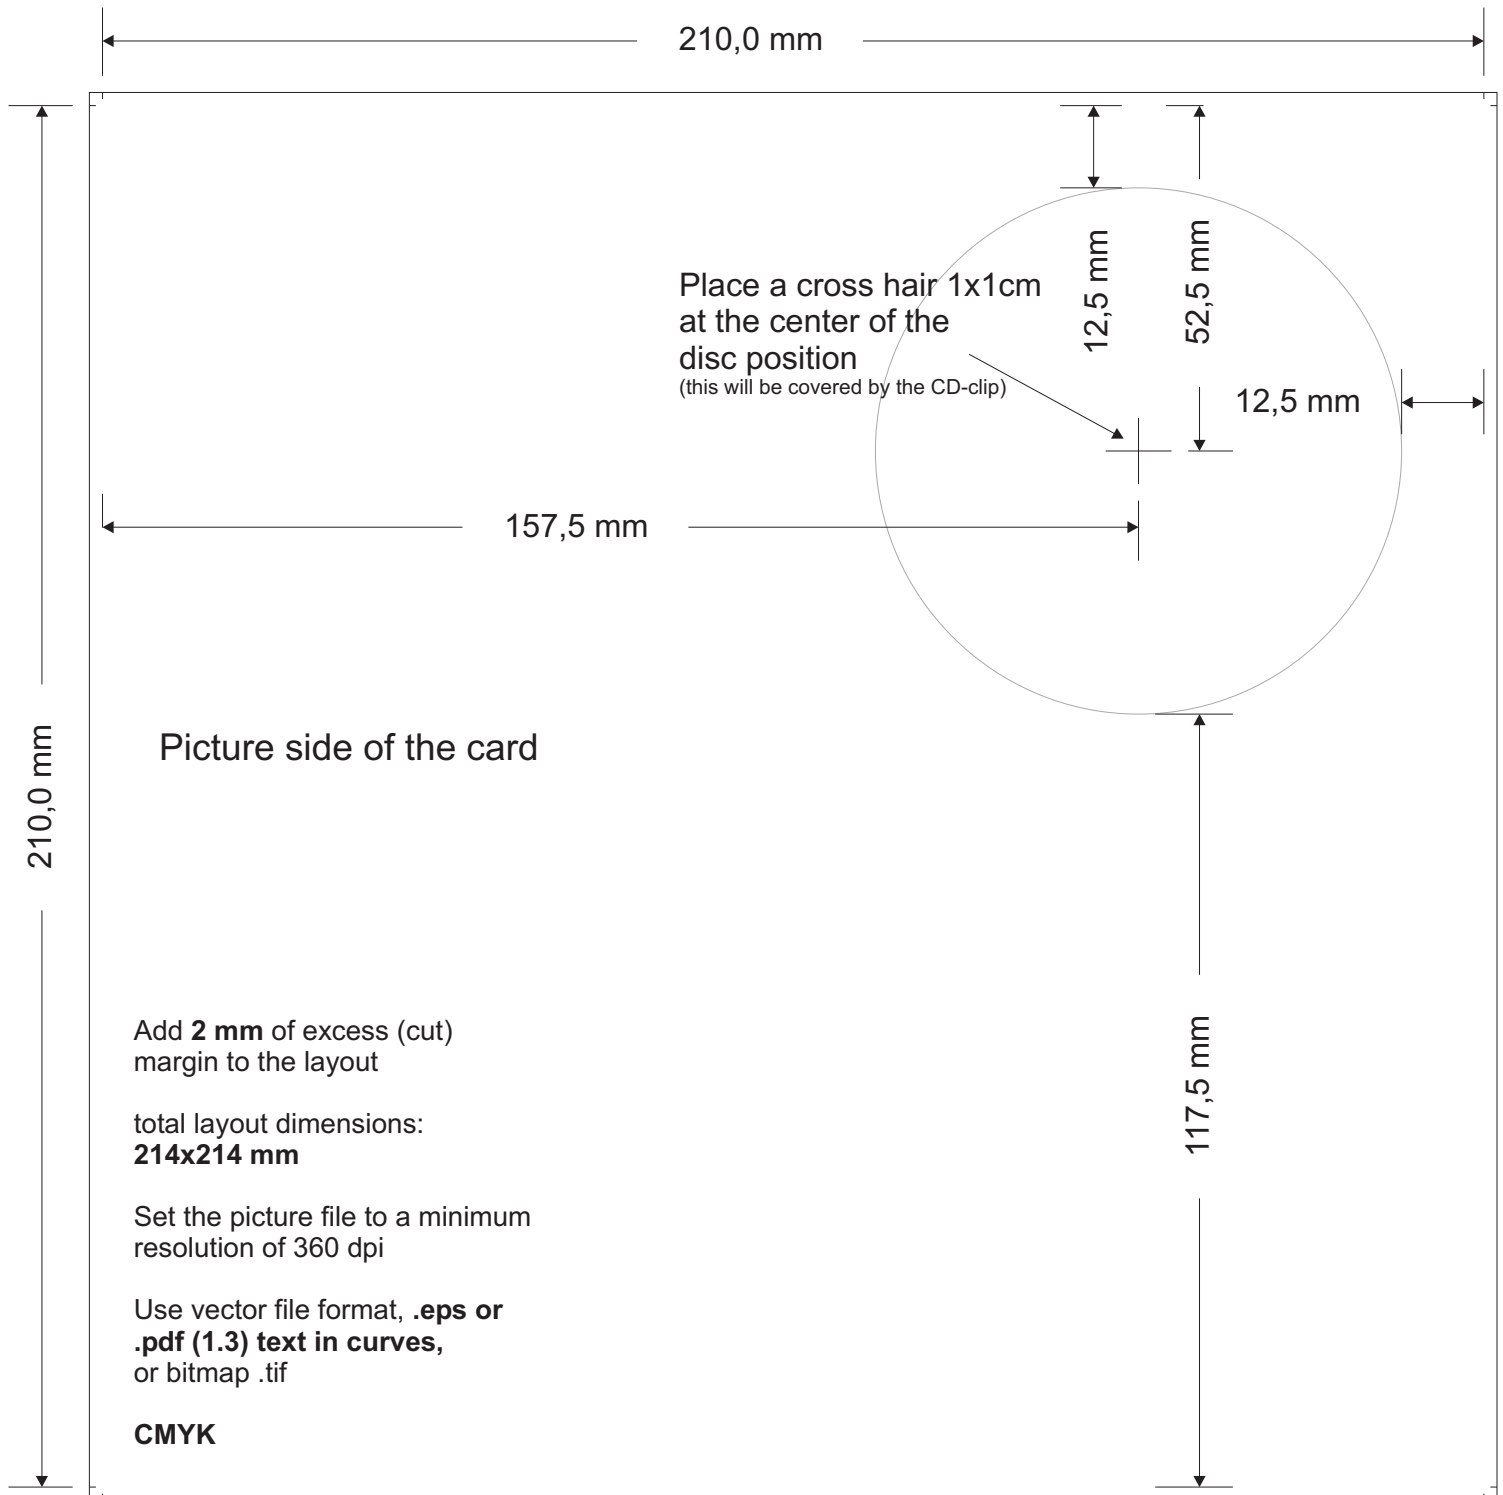 210,0 mm
12,5 mm
52,5 mm
Place a cross hair 1x1cm
at the center of the
disc position
(this will be covered by the CD-clip)
12,5 mm
157,5 mm
210,0 mm
Picture side of the card
117,5 mm
Add 2 mm of excess (cut)
margin to the layout
total layout dimensions:
214x214 mm
Set the picture file to a minimum
resolution of 360 dpi
Use vector file format, .eps or
.pdf (1.3) text in curves,
or bitmap .tif
CMYK